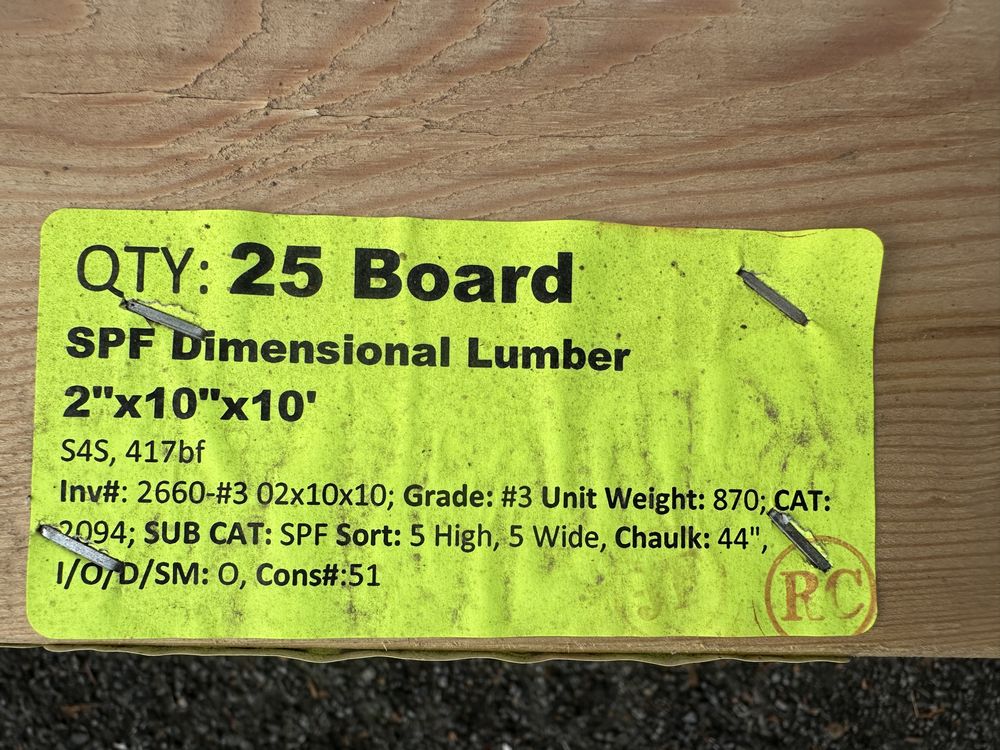 QTY: 25 Board
SPF Dimensional Lumber
2"x10"x10'
S4S, 417bf
Inv#: 2660-#3 02x10x10; Grade: #3 Unit Weight: 870; CAT:
2094; SUB CAT: SPF Sort: 5 High, 5 Wide, Chaulk: 44",
I/O/D/SM: O, Cons#:51
RC